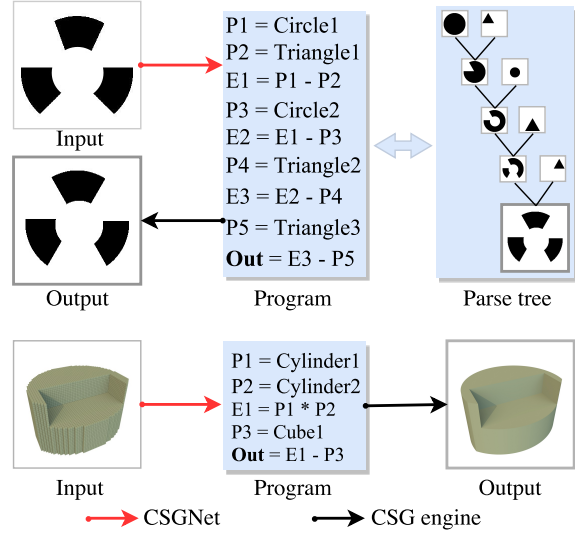 P1 = Circle1
P2 = Triangle1
E1 = P1 - P2
P3 = Circle2
E2 = E1 - P3
P4 = Triangle2
E3 = E2 - P4
P5 = Triangle3
Out = E3 - P5
Input
Output
Program
Parse tree
P1 = Cylinder1
P2 = Cylinder2
E1 = P1 * P2
P3 = Cube1
Out = E1 - P3
Input
Program
Output
CSGNet
CSG engine